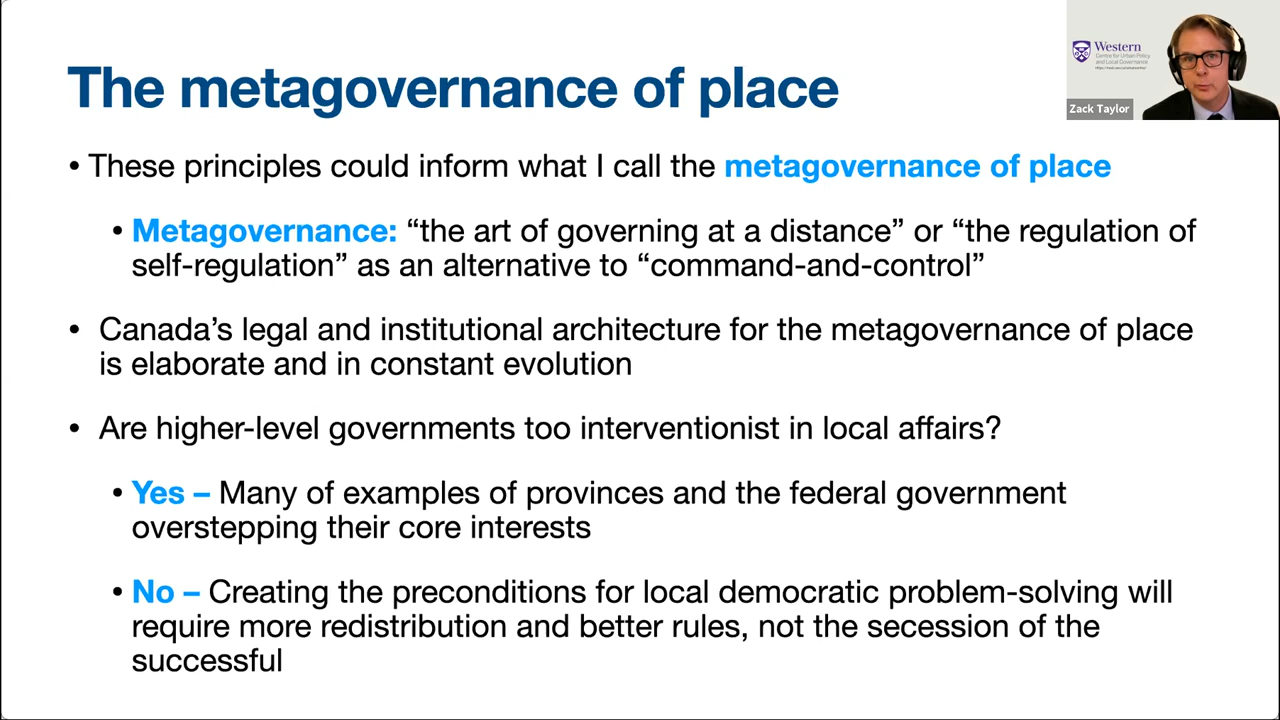 The metagovernance of place
• These principles could inform what I call the metagovernance of place
• Metagovernance: “the art of governing at a distance” or “the regulation of
self-regulation” as an alternative to “command-and-control”
• Canada’s legal and institutional architecture for the metagovernance of place
is elaborate and in constant evolution
• Are higher-level governments too interventionist in local affairs?
• Yes – Many of examples of provinces and the federal government
overstepping their core interests
• No – Creating the preconditions for local democratic problem-solving will
require more redistribution and better rules, not the secession of the
successful
Western
Centre for Urban Policy
and Local Governance
Zack Taylor